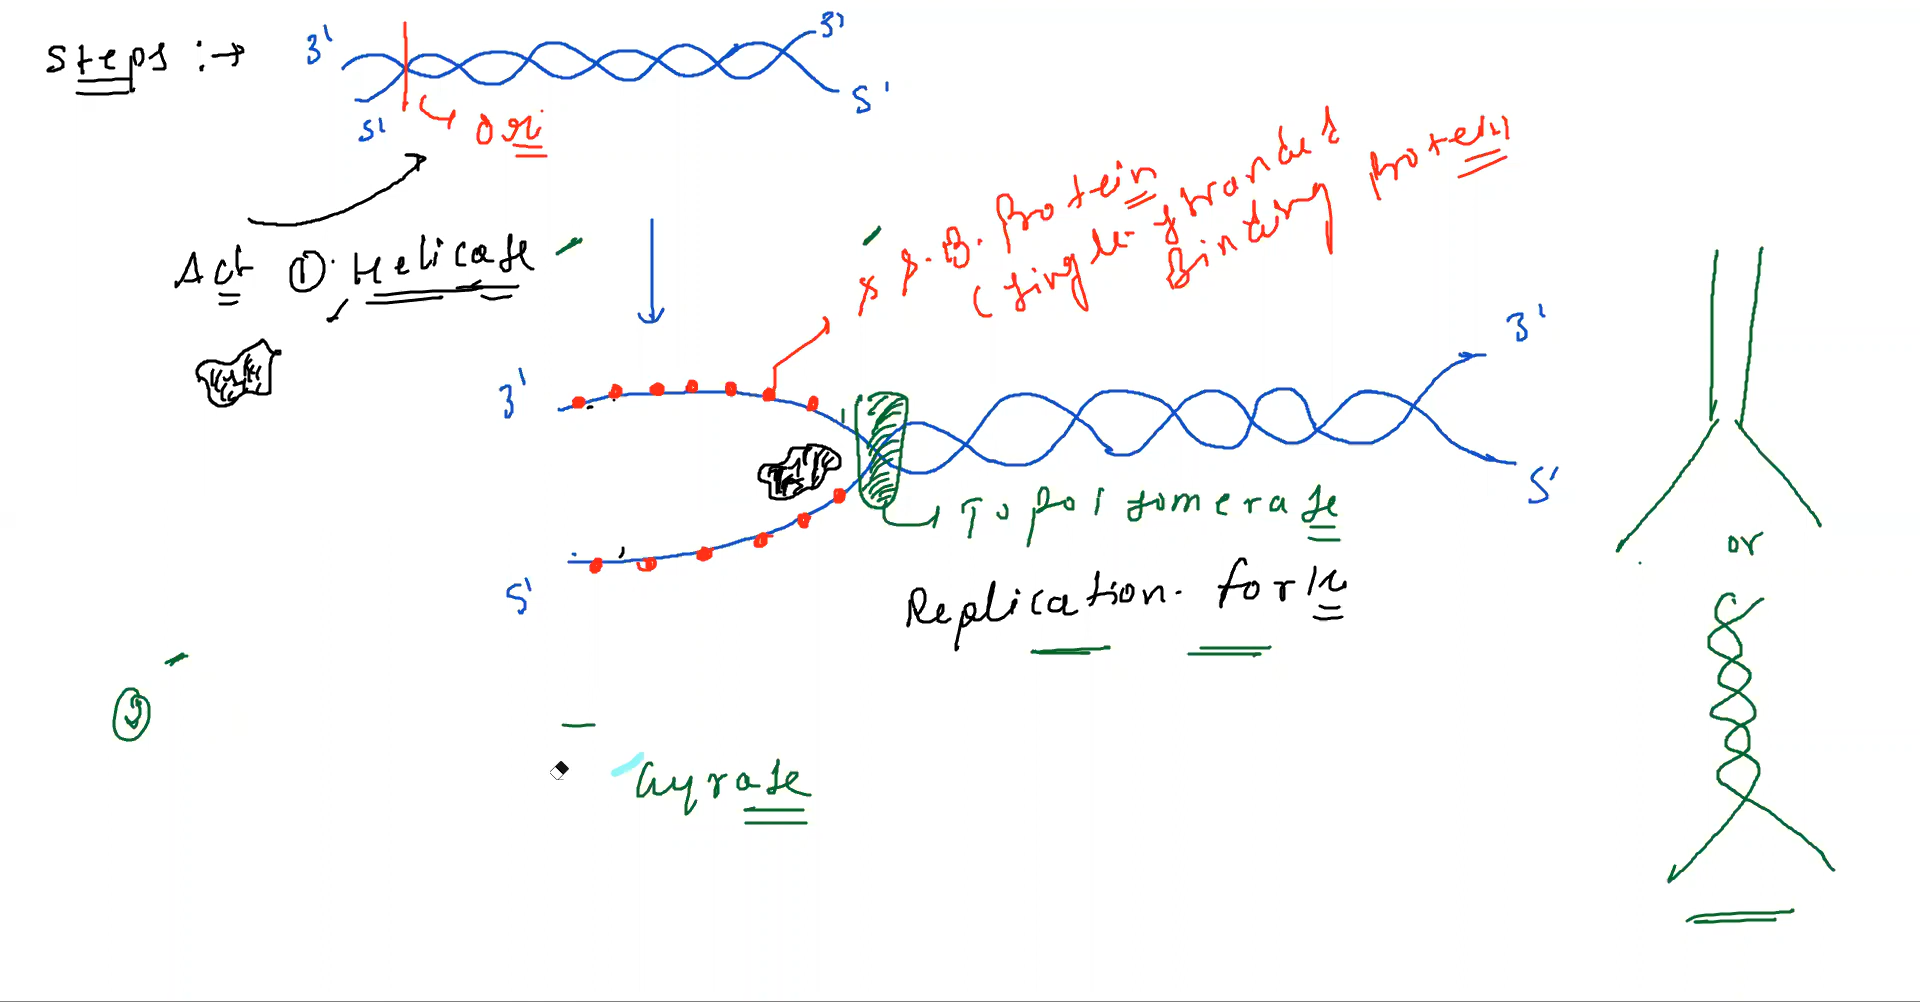 Steps :→
3' 3'
5' 5'
ori
Act ①. Helicase
* S.B. Protein
(Single stranded
Binding protein
3' 3'
5'
Topoisomerase
5'
Replication. fork
or
Gyrase